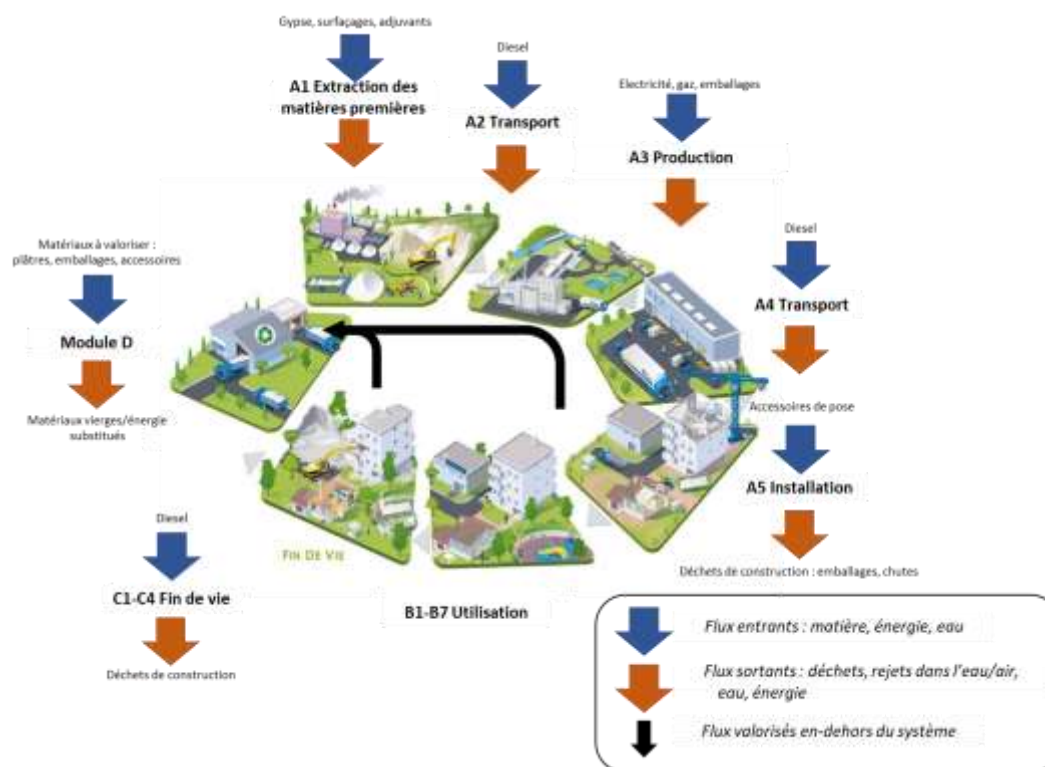 Gypse, surfaçages, adjuvants
A1 Extraction des
matières premières
Diesel
A2 Transport
Electricité, gaz, emballages
A3 Production
Diesel
A4 Transport
Accessoires de pose
A5 Installation
Déchets de construction : emballages, chutes
Matériaux à valoriser :
plâtres, emballages, accessoires
Module D
Matériaux vierges/énergie
substitués
Diesel
C1-C4 Fin de vie
Déchets de construction
FIN DE VIE
B1-B7 Utilisation
Flux entrants : matière, énergie, eau
Flux sortants : déchets, rejets dans l'eau/air,
eau, énergie
Flux valorisés en-dehors du système